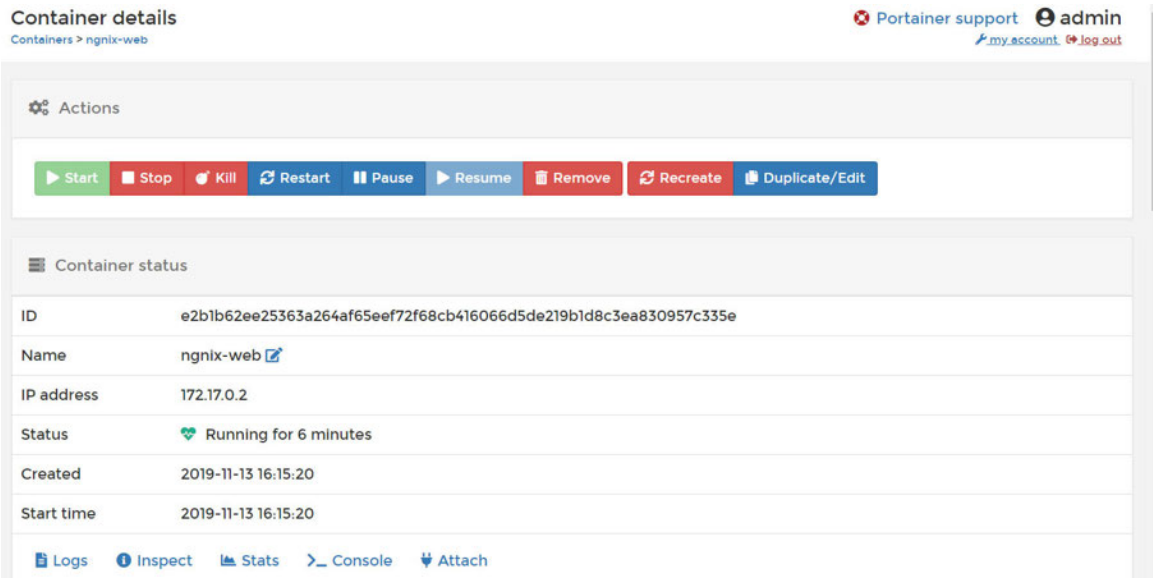 Container details
Portainer support admin
Containers > ngnix-web
my account log out
Actions
Start Stop Kill Restart Pause Resume Remove Recreate Duplicate/Edit
Container status
ID e2b1b62ee25363a264af65eef72f68cb416066d5de219b1d8c3ea830957c335e
Name ngnix-web
IP address 172.17.0.2
Status Running for 6 minutes
Created 2019-11-13 16:15:20
Start time 2019-11-13 16:15:20
Logs Inspect Stats >_ Console Attach